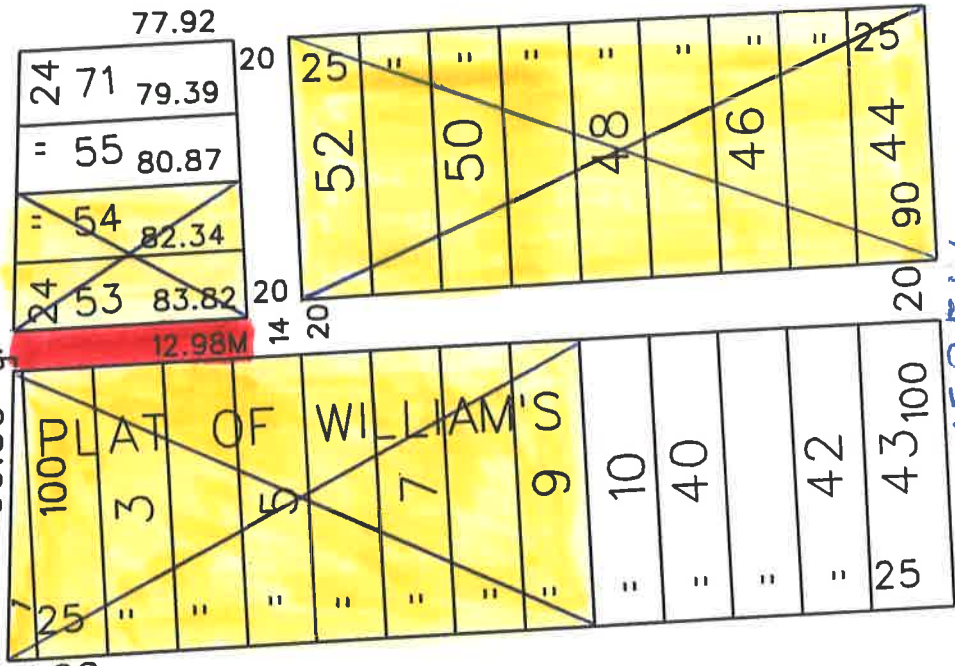 77.92
24 71 79.39
" 55 80.87
" 54 82.34
24 53 83.82
12.98M
20
20
14
20
25 " " " " " " " 25
52 50 48 46 44
90
20
PLAT OF WILLIAM'S
100 3 5 7 9 10 40 42 43 100
1 25 " " " " " " " " " " " 25